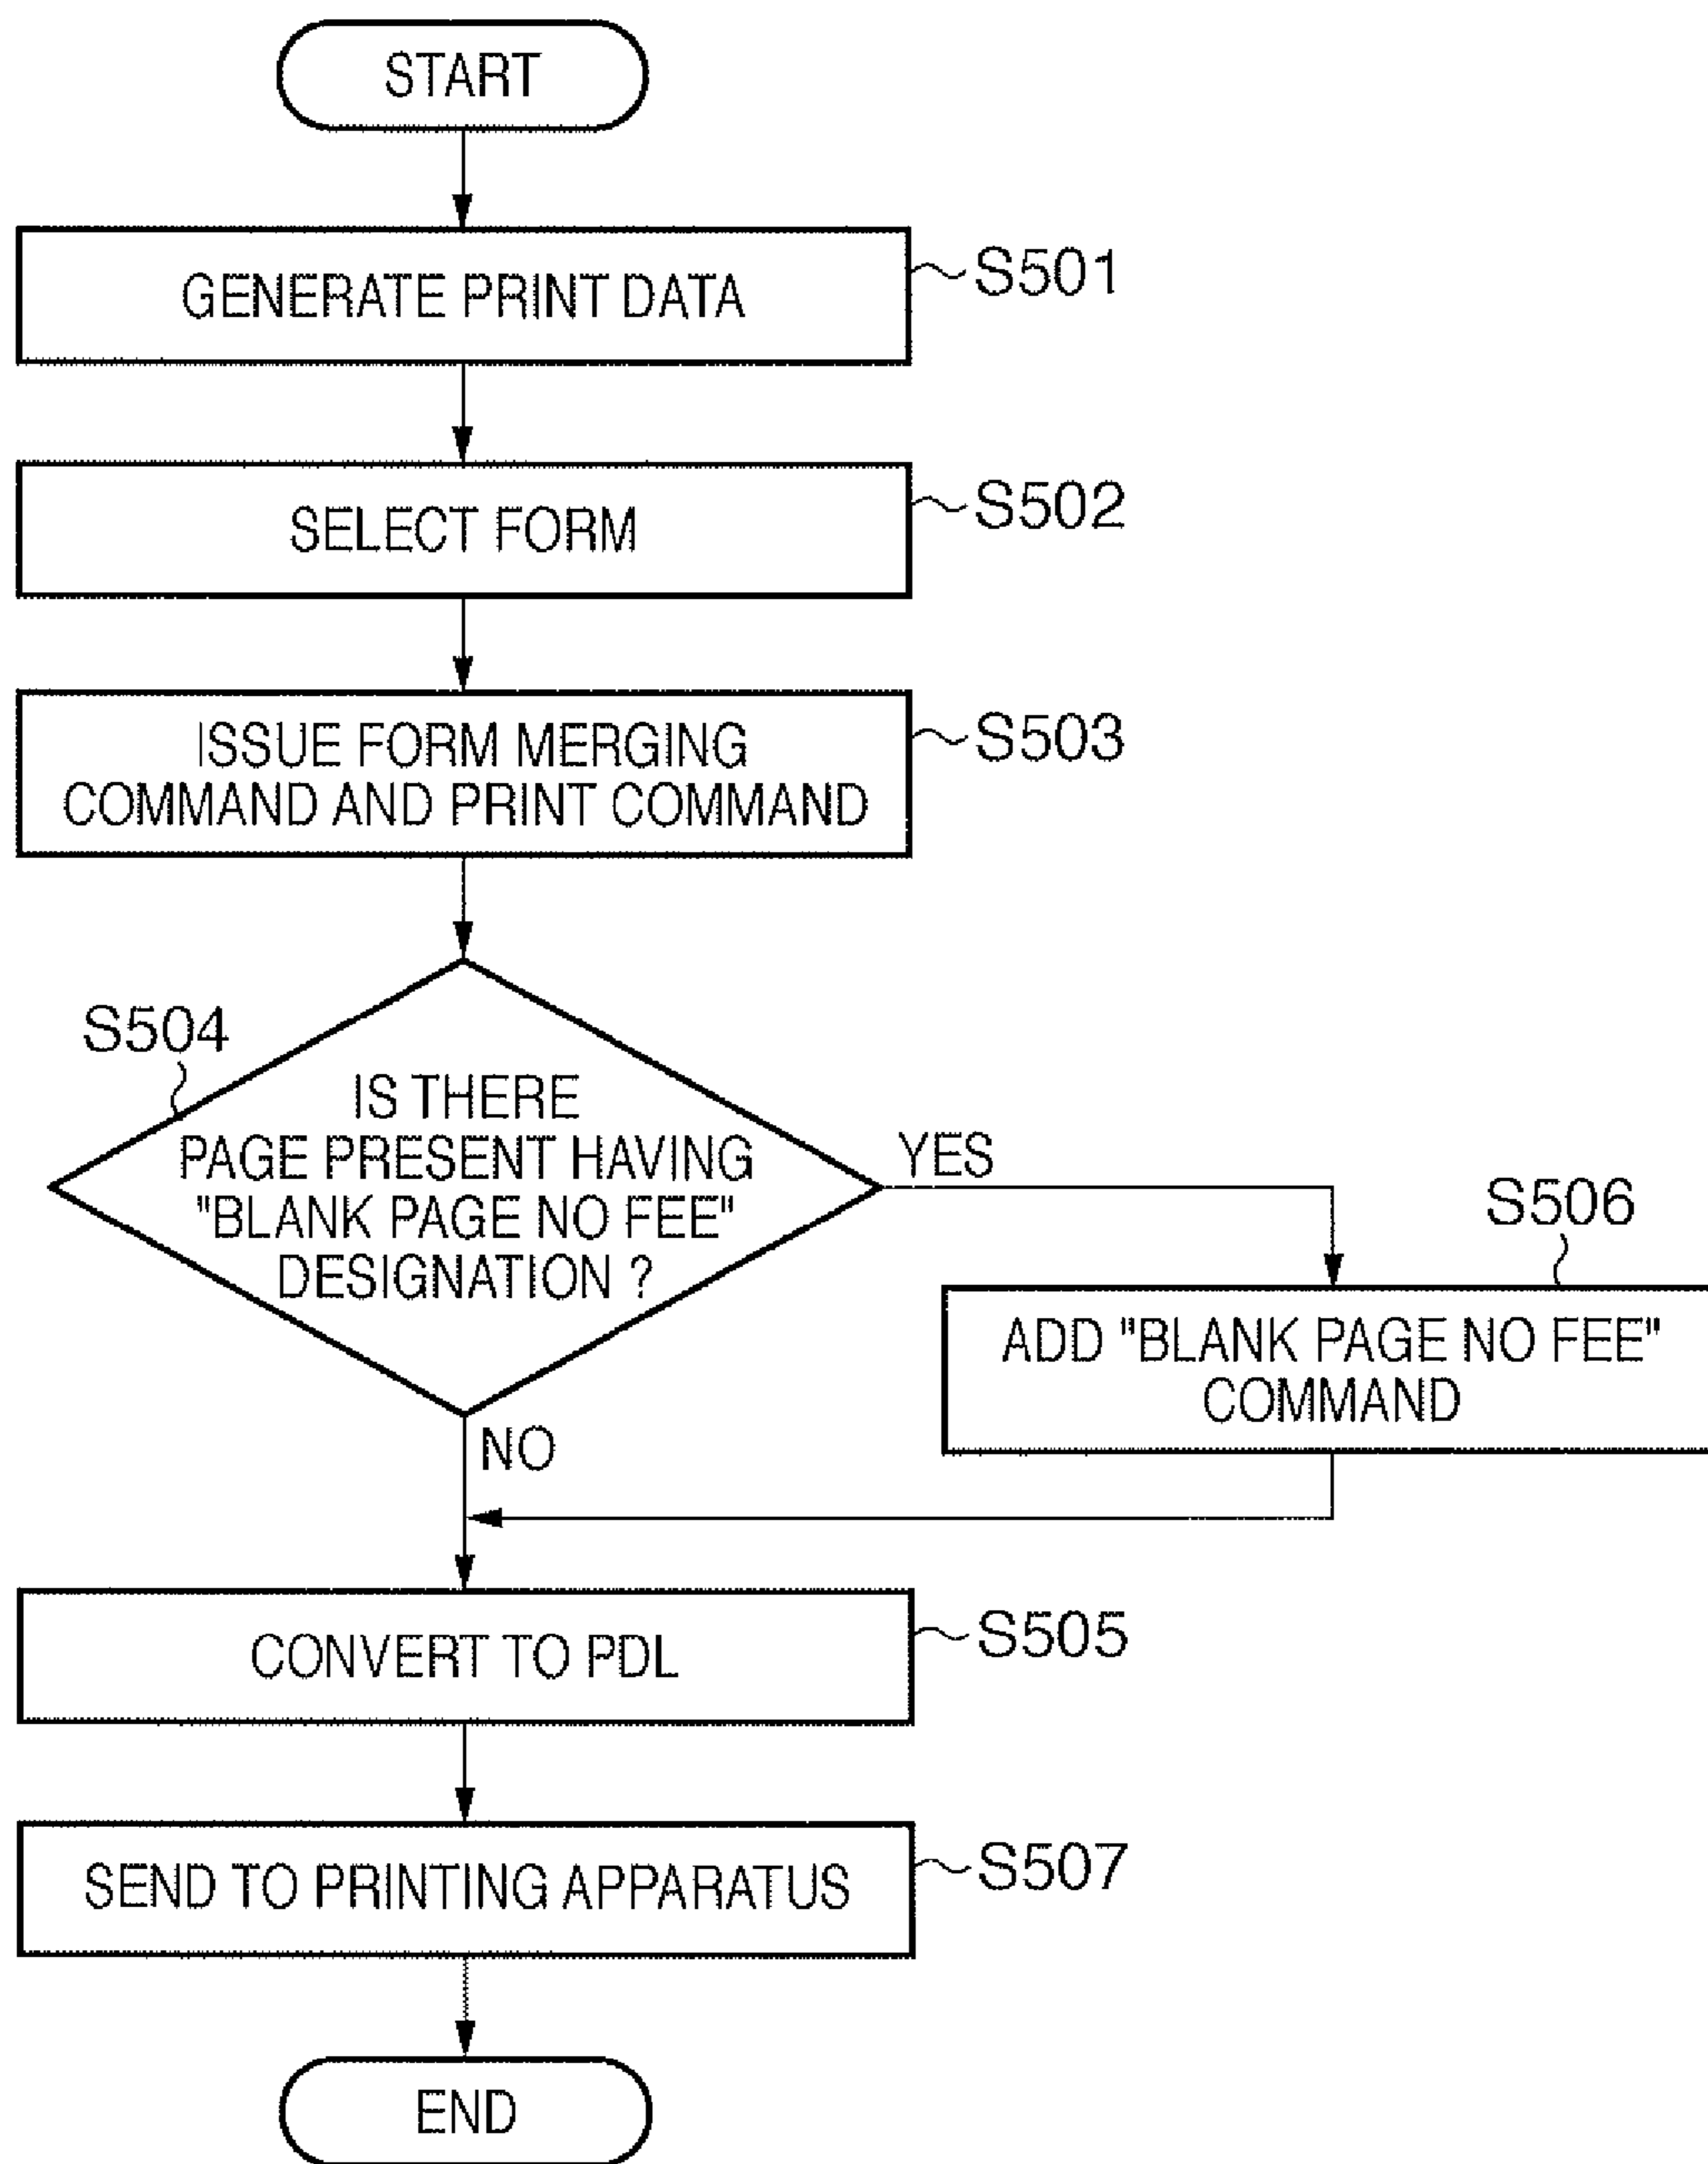 START
GENERATE PRINT DATA
S501
SELECT FORM
S502
ISSUE FORM MERGING
COMMAND AND PRINT COMMAND
S503
S504
IS THERE
PAGE PRESENT HAVING
"BLANK PAGE NO FEE"
DESIGNATION ?
YES
NO
S506
ADD "BLANK PAGE NO FEE"
COMMAND
CONVERT TO PDL
S505
SEND TO PRINTING APPARATUS
S507
END